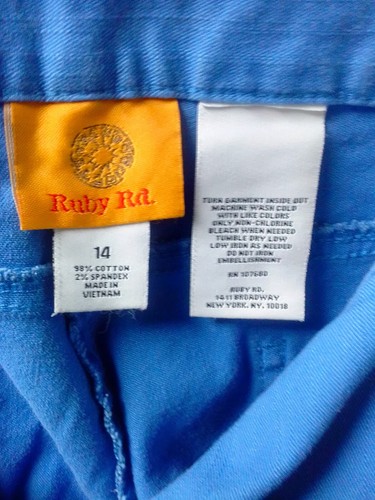 Ruby Rd.
14
98% COTTON
2% SPANDEX
MADE IN
VIETNAM
TURN GARMENT INSIDE OUT
MACHINE WASH COLD
WITH LIKE COLORS
ONLY NON-CHLORINE
BLEACH WHEN NEEDED
TUMBLE DRY LOW
LOW IRON AS NEEDED
DO NOT IRON
EMBELLISHMENT
RN 107680
RUBY RD.
1411 BROADWAY
NEW YORK, NY. 10018